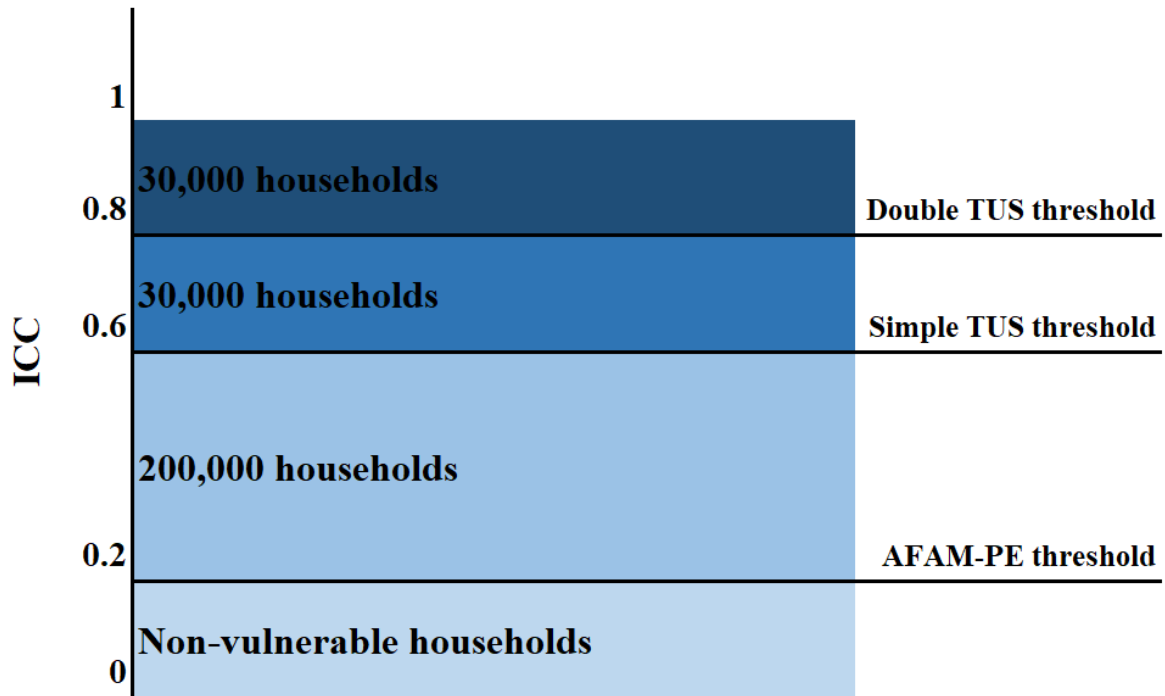 1
30,000 households
0.8
Double TUS threshold
30,000 households
0.6
Simple TUS threshold
ICC
200,000 households
0.2
AFAM-PE threshold
Non-vulnerable households
0